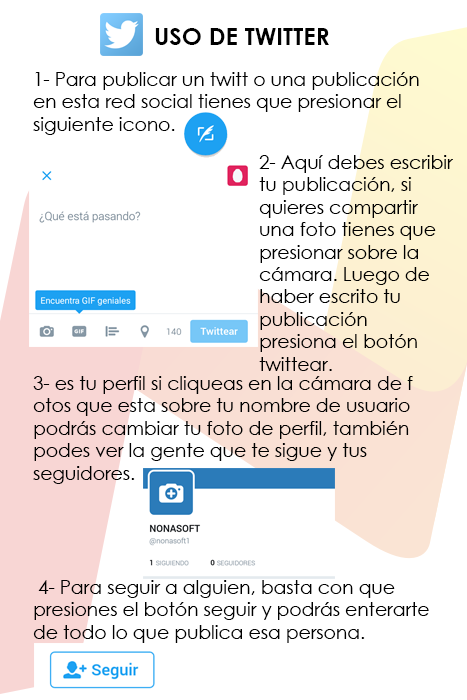 USO DE TWITTER
1- Para publicar un twitt o una publicación
en esta red social tienes que presionar el
siguiente icono.
2- Aquí debes escribir
tu publicación, si
quieres compartir
una foto tienes que
presionar sobre la
cámara. Luego de
haber escrito tu
publicación
presiona el botón
twittear.
¿Qué está pasando?
Encuentra GIF geniales
GIF
140
Twittear
3- es tu perfil si cliqueas en la cámara de f
otos que esta sobre tu nombre de usuario
podrás cambiar tu foto de perfil, también
podes ver la gente que te sigue y tus
seguidores.
NONASOFT
@nonasoft1
1 SIGUIENDO 0 SEGUIDORES
4- Para seguir a alguien, basta con que
presiones el botón seguir y podrás enterarte
de todo lo que publica esa persona.
Seguir